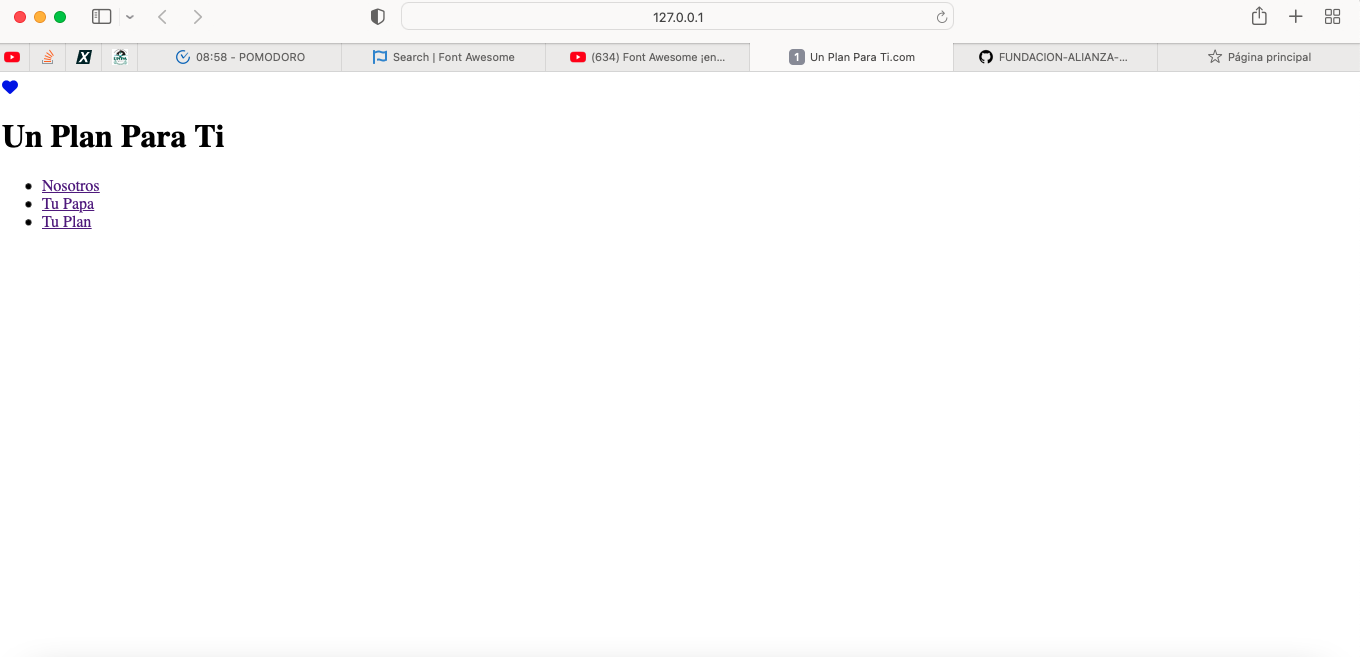 127.0.0.1
08:58 - POMODORO
Search | Font Awesome
(634) Font Awesome ¡en...
1 Un Plan Para Ti.com
FUNDACION-ALIANZA-...
Página principal
Un Plan Para Ti
Nosotros
Tu Papa
Tu Plan